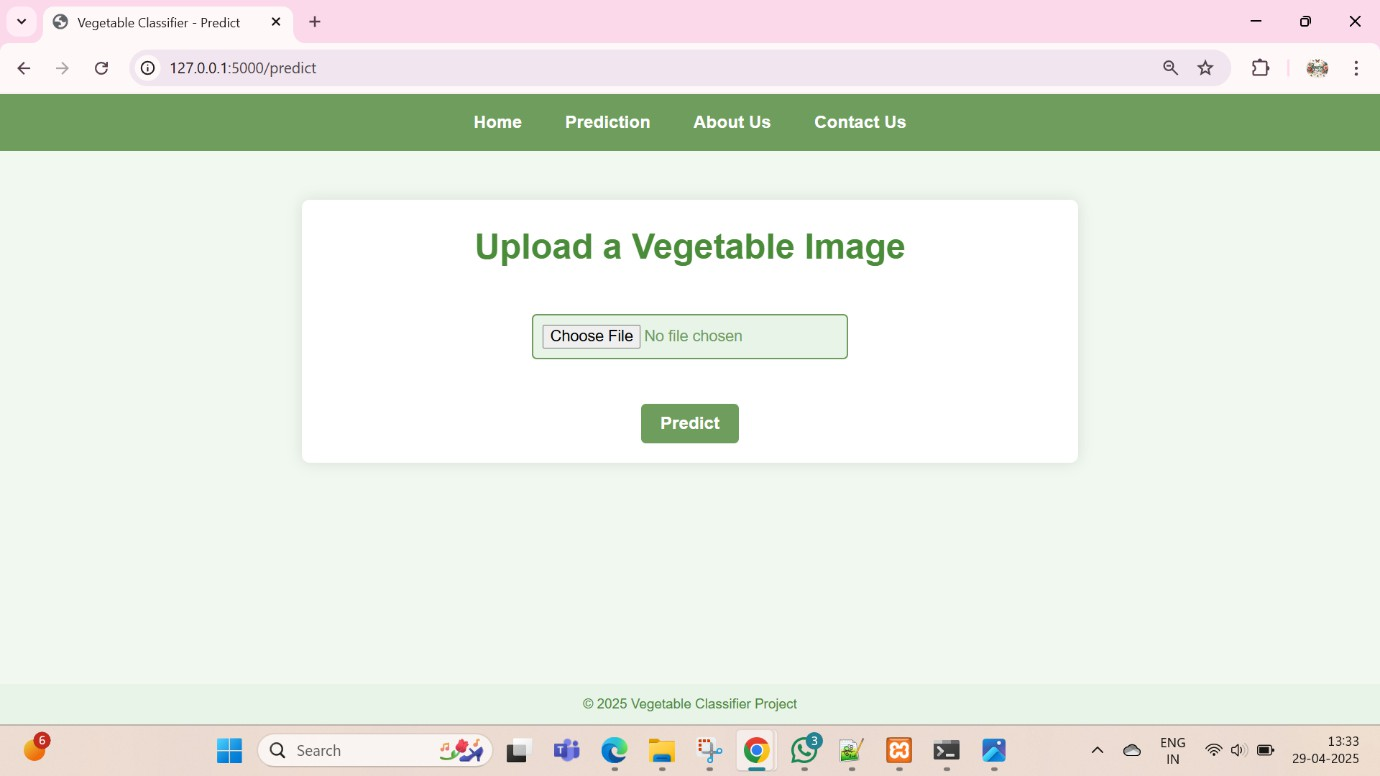 Vegetable Classifier - Predict
127.0.0.1:5000/predict
Home Prediction About Us Contact Us
Upload a Vegetable Image
Choose File No file chosen
Predict
© 2025 Vegetable Classifier Project
6
Search
3
ENG
IN
13:33
29-04-2025